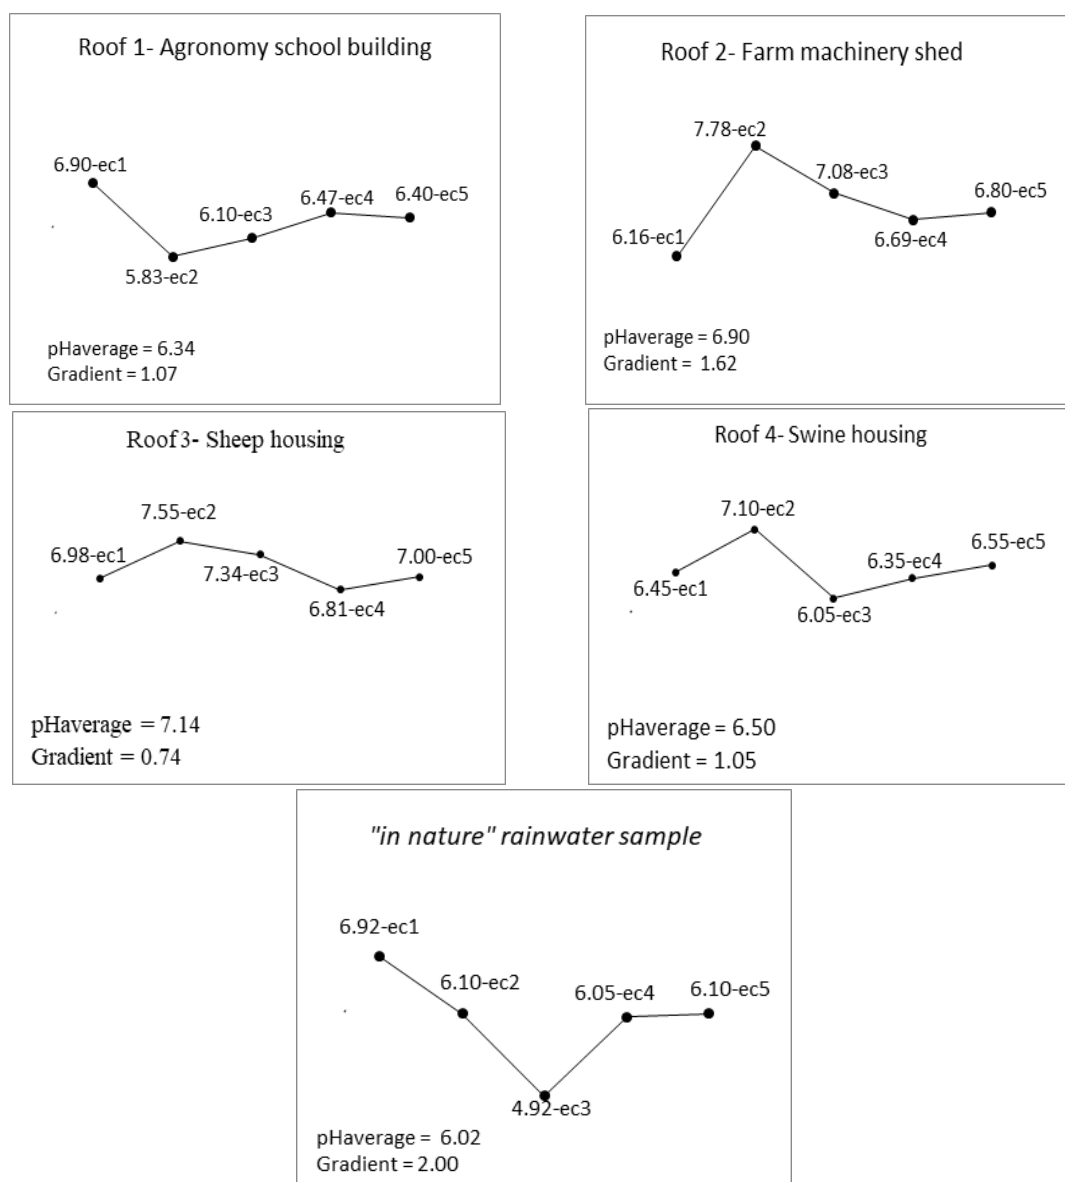 Roof 1- Agronomy school building
6.90-ec1
5.83-ec2
6.10-ec3
6.47-ec4
6.40-ec5
pHaverage = 6.34
Gradient = 1.07
Roof 2- Farm machinery shed
6.16-ec1
7.78-ec2
7.08-ec3
6.69-ec4
6.80-ec5
pHaverage = 6.90
Gradient = 1.62
Roof 3- Sheep housing
6.98-ec1
7.55-ec2
7.34-ec3
6.81-ec4
7.00-ec5
pHaverage = 7.14
Gradient = 0.74
Roof 4- Swine housing
6.45-ec1
7.10-ec2
6.05-ec3
6.35-ec4
6.55-ec5
pHaverage = 6.50
Gradient = 1.05
"in nature" rainwater sample
6.92-ec1
6.10-ec2
4.92-ec3
6.05-ec4
6.10-ec5
pHaverage = 6.02
Gradient = 2.00